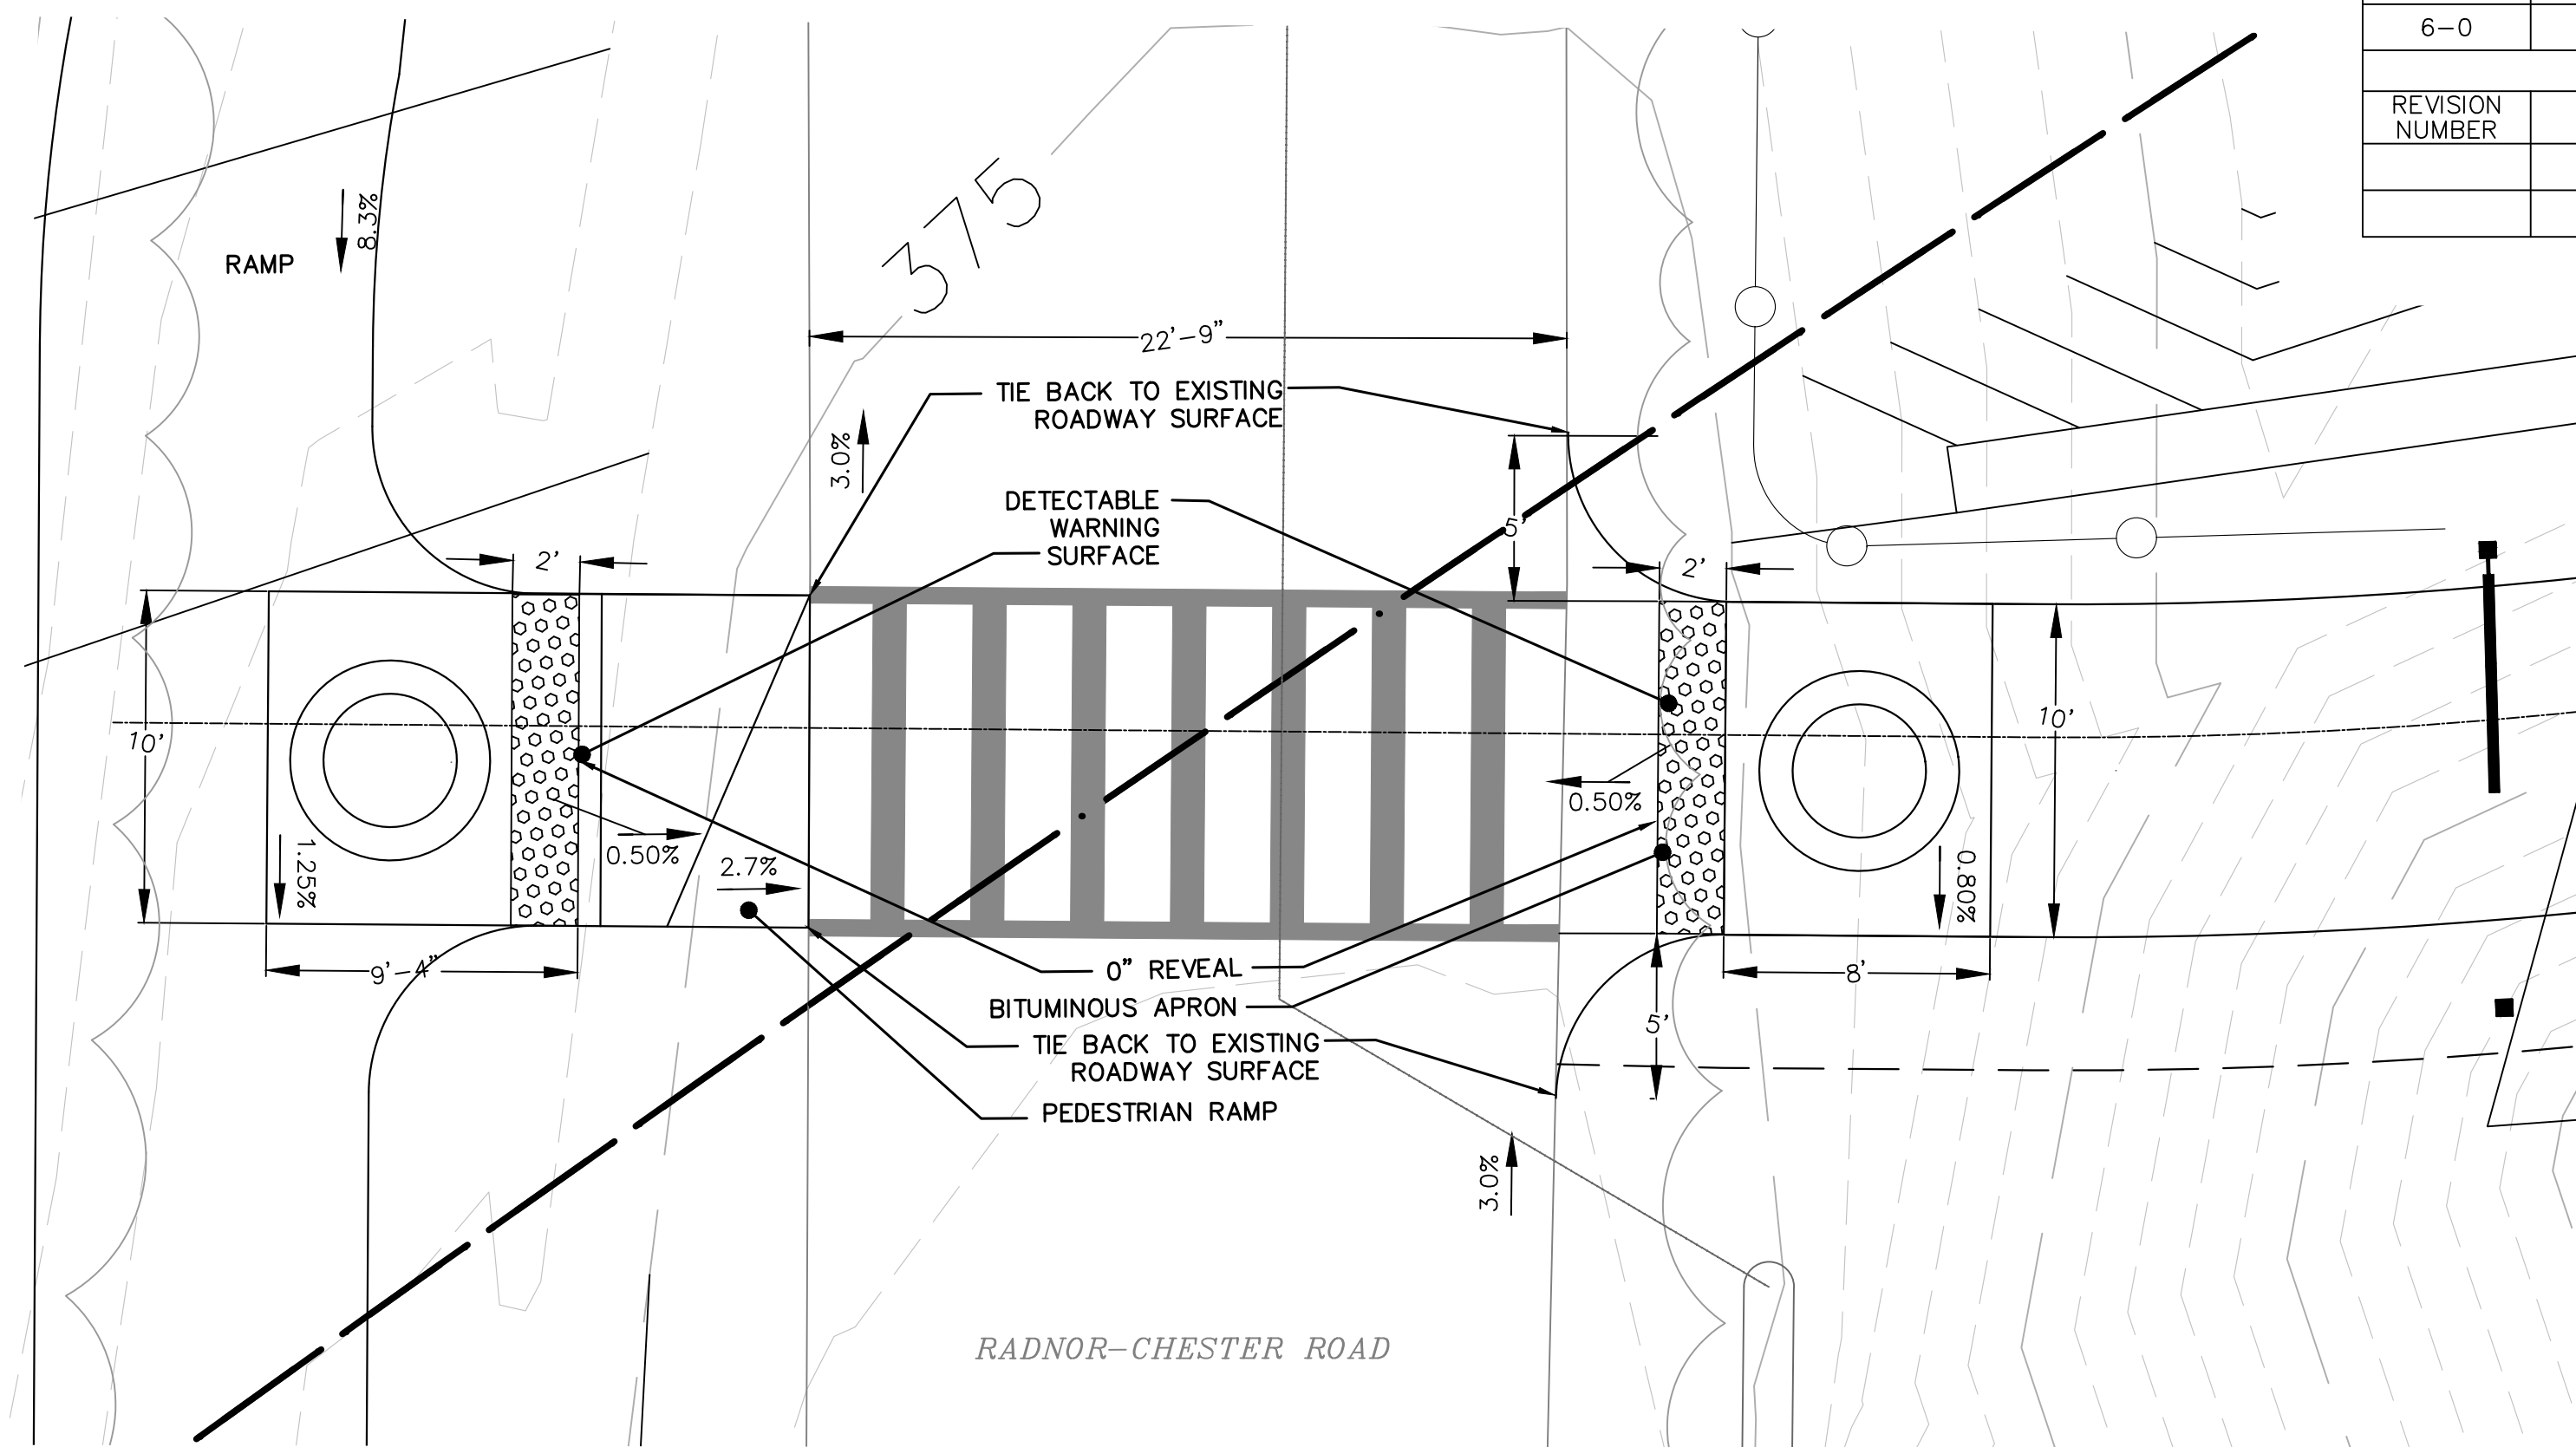 6-0
REVISION
NUMBER
8.3%
RAMP
375
22'-9"
TIE BACK TO EXISTING
ROADWAY SURFACE
3.0%
DETECTABLE
WARNING
SURFACE
5'
2'
2'
10'
10'
0.50%
0.50%
1.25%
2.7%
0.80%
9'-4"
0" REVEAL
8'
BITUMINOUS APRON
TIE BACK TO EXISTING
ROADWAY SURFACE
5'
PEDESTRIAN RAMP
3.0%
RADNOR-CHESTER ROAD